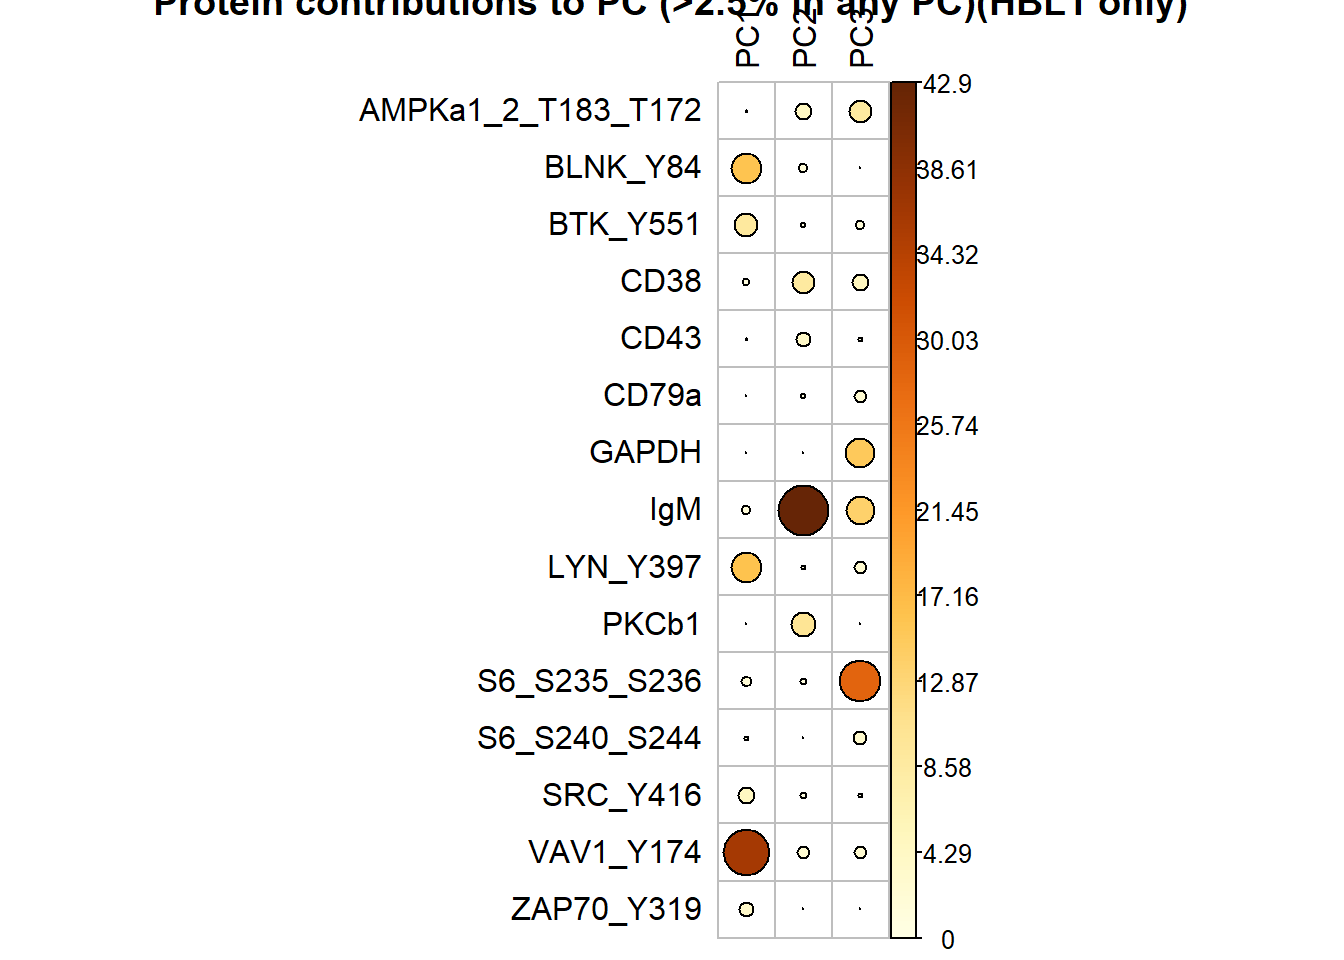 Protein contributions to PC (>2.5% in any PC)(HBLT only)
PC1 PC2 PC3
AMPKa1_2_T183_T172
BLNK_Y84
BTK_Y551
CD38
CD43
CD79a
GAPDH
IgM
LYN_Y397
PKCb1
S6_S235_S236
S6_S240_S244
SRC_Y416
VAV1_Y174
ZAP70_Y319
42.9
38.61
34.32
30.03
25.74
21.45
17.16
12.87
8.58
4.29
0